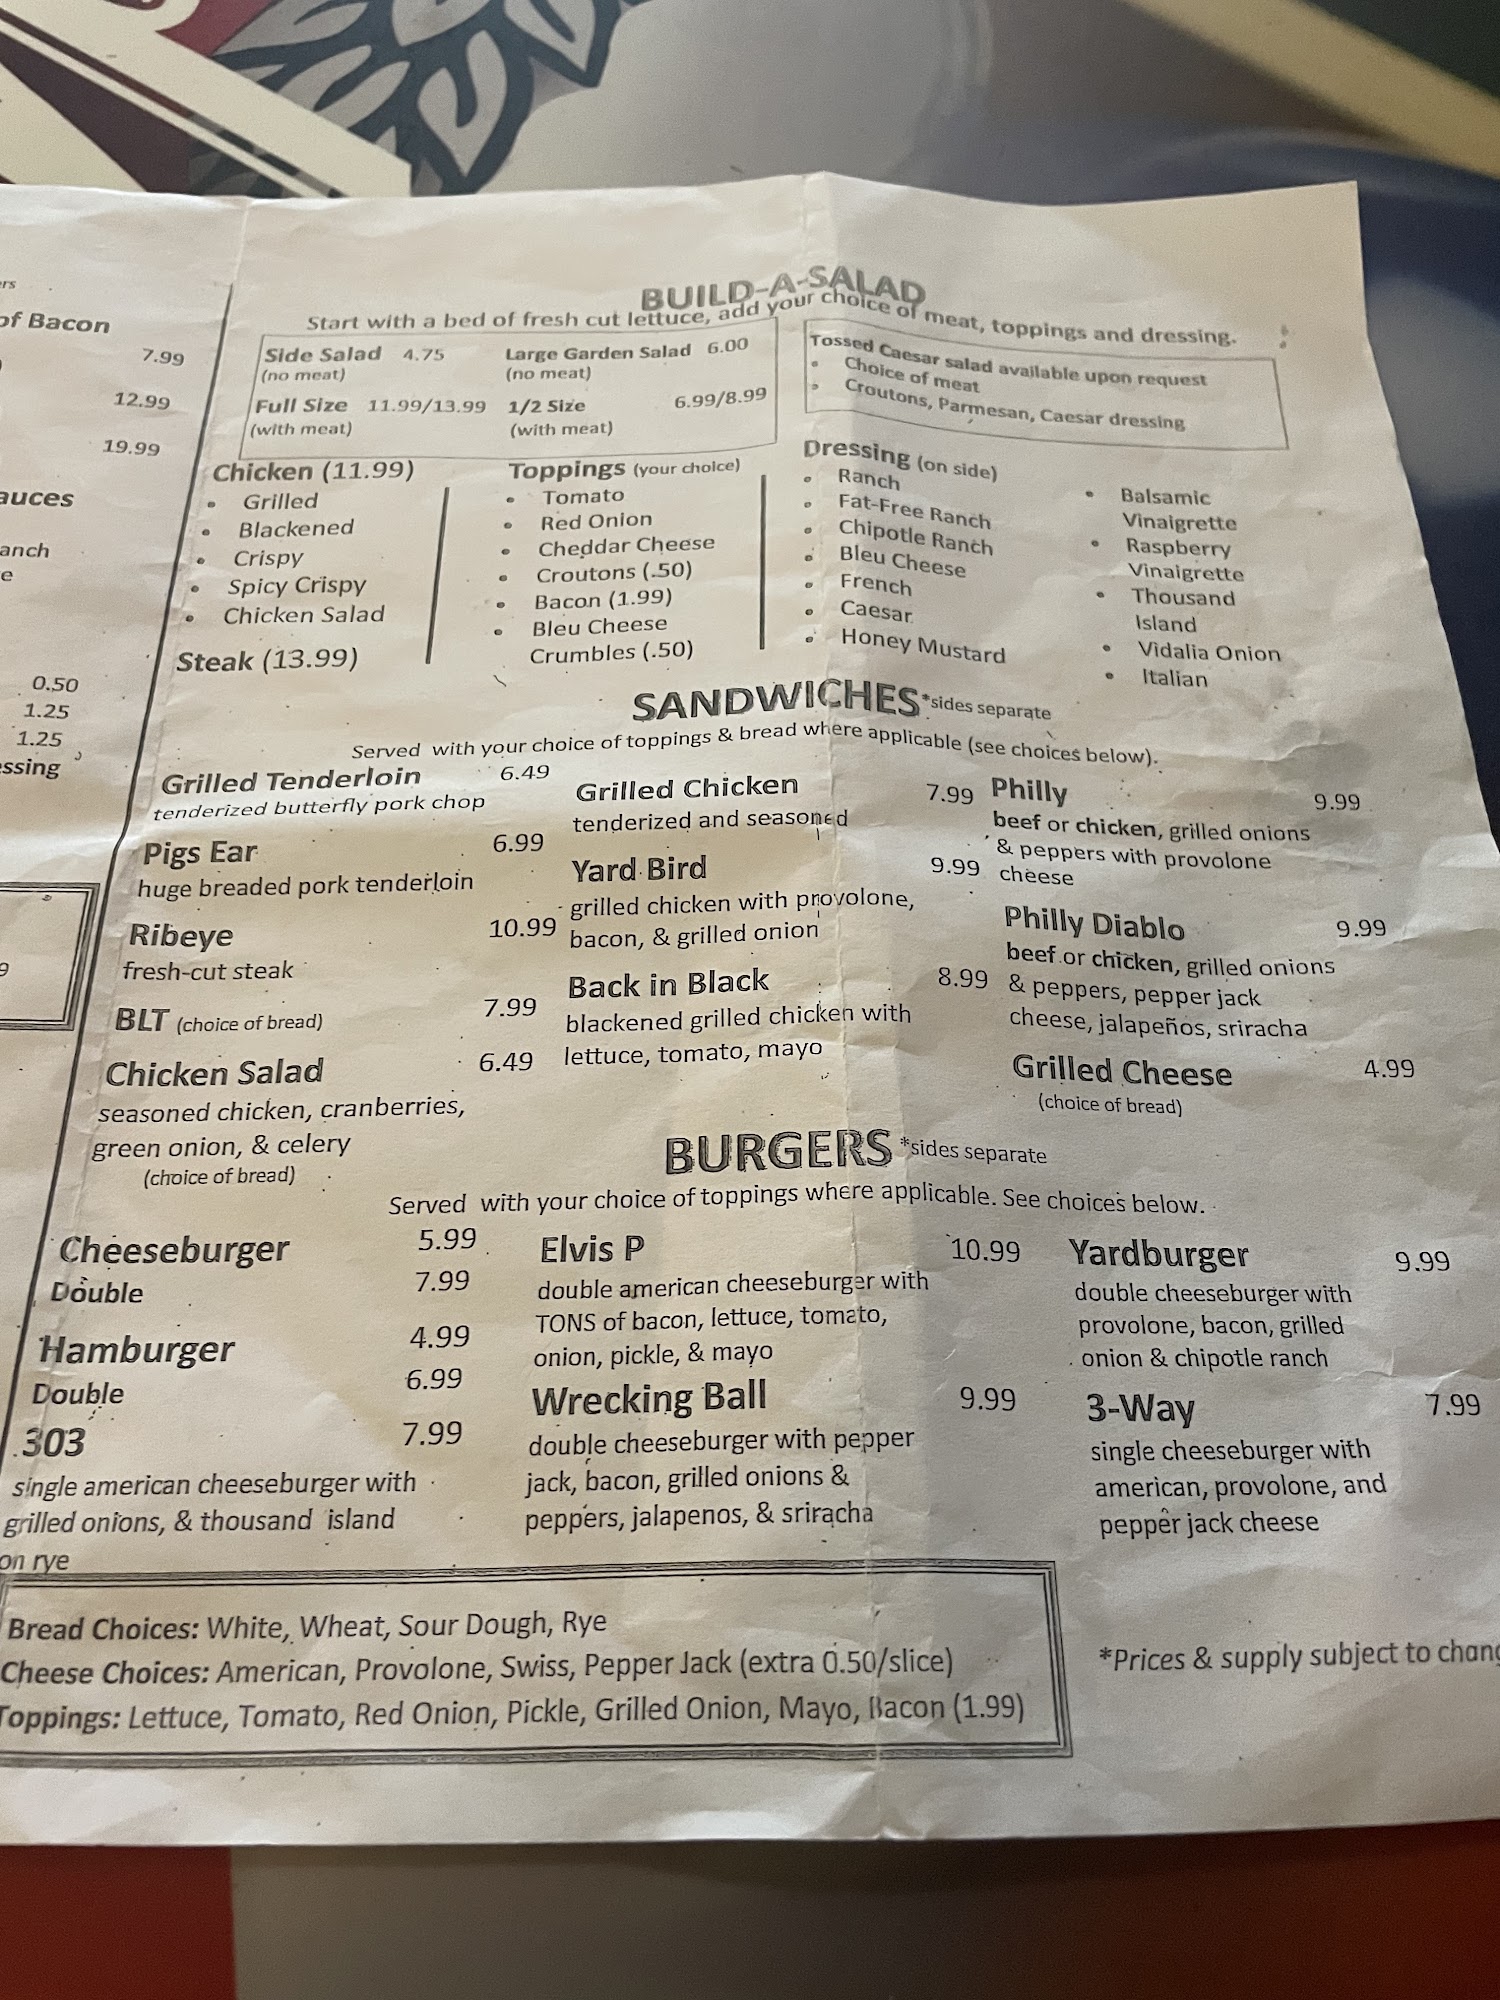 of Bacon
7.99
12.99
19.99
auces
anch
e
0.50
1.25
1.25
essing
9
BUILD-A-SALAD
Start with a bed of fresh cut lettuce, add your choice of meat, toppings and dressing.
Side Salad 4.75
(no meat)
Large Garden Salad 6.00
(no meat)
Full Size 11.99/13.99
(with meat)
1/2 Size 6.99/8.99
(with meat)
Tossed Caesar salad available upon request
• Choice of meat
• Croutons, Parmesan, Caesar dressing
Chicken (11.99)
• Grilled
• Blackened
• Crispy
• Spicy Crispy
• Chicken Salad
Steak (13.99)
Toppings (your choice)
• Tomato
• Red Onion
• Cheddar Cheese
• Croutons (.50)
• Bacon (1.99)
• Bleu Cheese
Crumbles (.50)
Dressing (on side)
• Ranch
• Fat-Free Ranch
• Chipotle Ranch
• Bleu Cheese
• French
• Caesar
• Honey Mustard
• Balsamic
Vinaigrette
• Raspberry
Vinaigrette
• Thousand
Island
• Vidalia Onion
• Italian
SANDWICHES *sides separate
Served with your choice of toppings & bread where applicable (see choices below).
Grilled Tenderloin 6.49
tenderized butterfly pork chop
Pigs Ear 6.99
huge breaded pork tenderloin
Ribeye 10.99
fresh-cut steak
BLT (choice of bread) 7.99
Chicken Salad 6.49
seasoned chicken, cranberries,
green onion, & celery
(choice of bread)
Grilled Chicken 7.99
tenderized and seasoned
Yard Bird 9.99
grilled chicken with provolone,
bacon, & grilled onion
Back in Black 8.99
blackened grilled chicken with
lettuce, tomato, mayo
Philly 9.99
beef or chicken, grilled onions
& peppers with provolone
cheese
Philly Diablo 9.99
beef or chicken, grilled onions
& peppers, pepper jack
cheese, jalapeños, sriracha
Grilled Cheese 4.99
(choice of bread)
BURGERS *sides separate
Served with your choice of toppings where applicable. See choices below.
Cheeseburger 5.99
Double 7.99
Hamburger 4.99
Double 6.99
303 7.99
single american cheeseburger with
grilled onions, & thousand island
on rye
Elvis P 10.99
double american cheeseburger with
TONS of bacon, lettuce, tomato,
onion, pickle, & mayo
Wrecking Ball 9.99
double cheeseburger with pepper
jack, bacon, grilled onions &
peppers, jalapenos, & sriracha
Yardburger 9.99
double cheeseburger with
provolone, bacon, grilled
onion & chipotle ranch
3-Way 7.99
single cheeseburger with
american, provolone, and
pepper jack cheese
Bread Choices: White, Wheat, Sour Dough, Rye
Cheese Choices: American, Provolone, Swiss, Pepper Jack (extra 0.50/slice)
Toppings: Lettuce, Tomato, Red Onion, Pickle, Grilled Onion, Mayo, Bacon (1.99)
*Prices & supply subject to chang